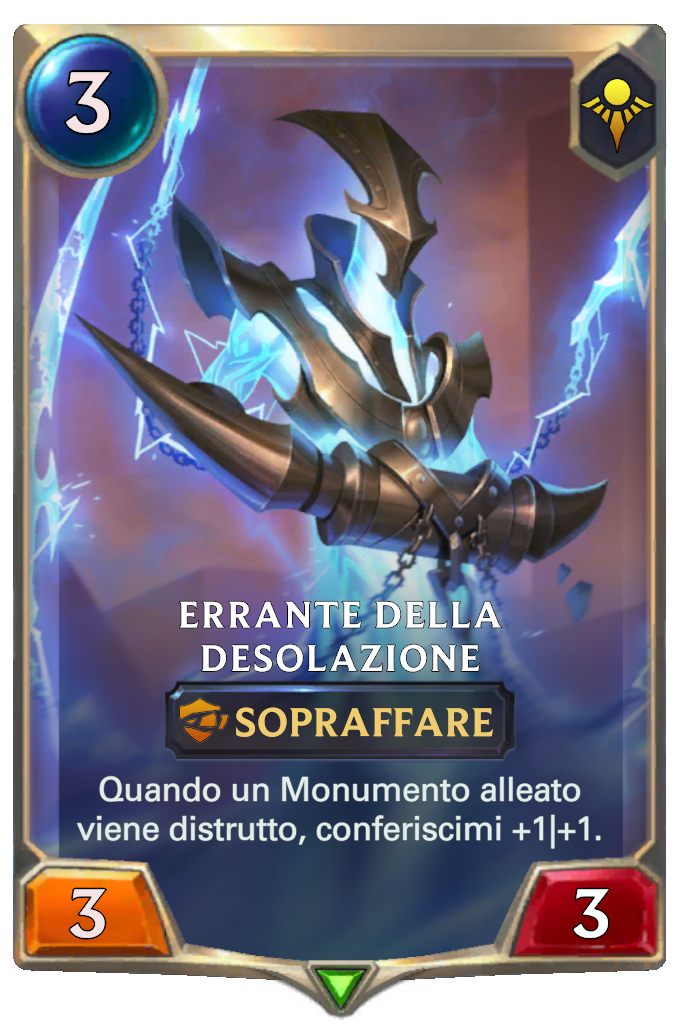 3
ERRANTE DELLA
DESOLAZIONE
SOPRAFFARE
Quando un Monumento alleato
viene distrutto, conferiscimi +1|+1.
3
3